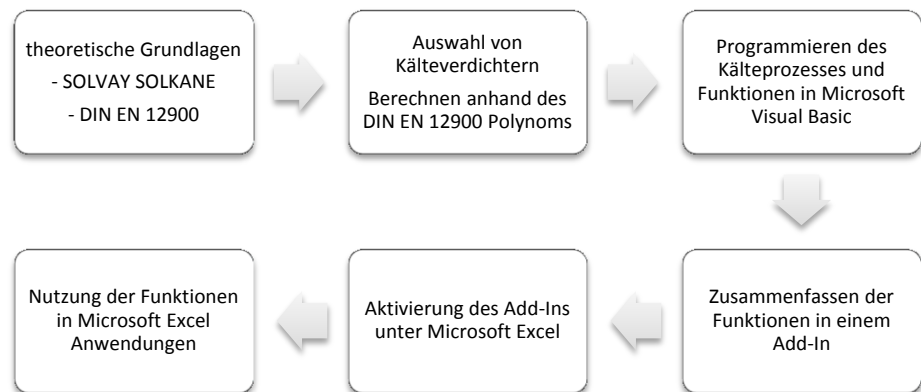 theoretische Grundlagen
- SOLVAY SOLKANE
- DIN EN 12900
Auswahl von
Kälteverdichtern
Berechnen anhand des
DIN EN 12900 Polynoms
Programmieren des
Kälteprozesses und
Funktionen in Microsoft
Visual Basic
Zusammenfassen der
Funktionen in einem
Add-In
Aktivierung des Add-Ins
unter Microsoft Excel
Nutzung der Funktionen
in Microsoft Excel
Anwendungen